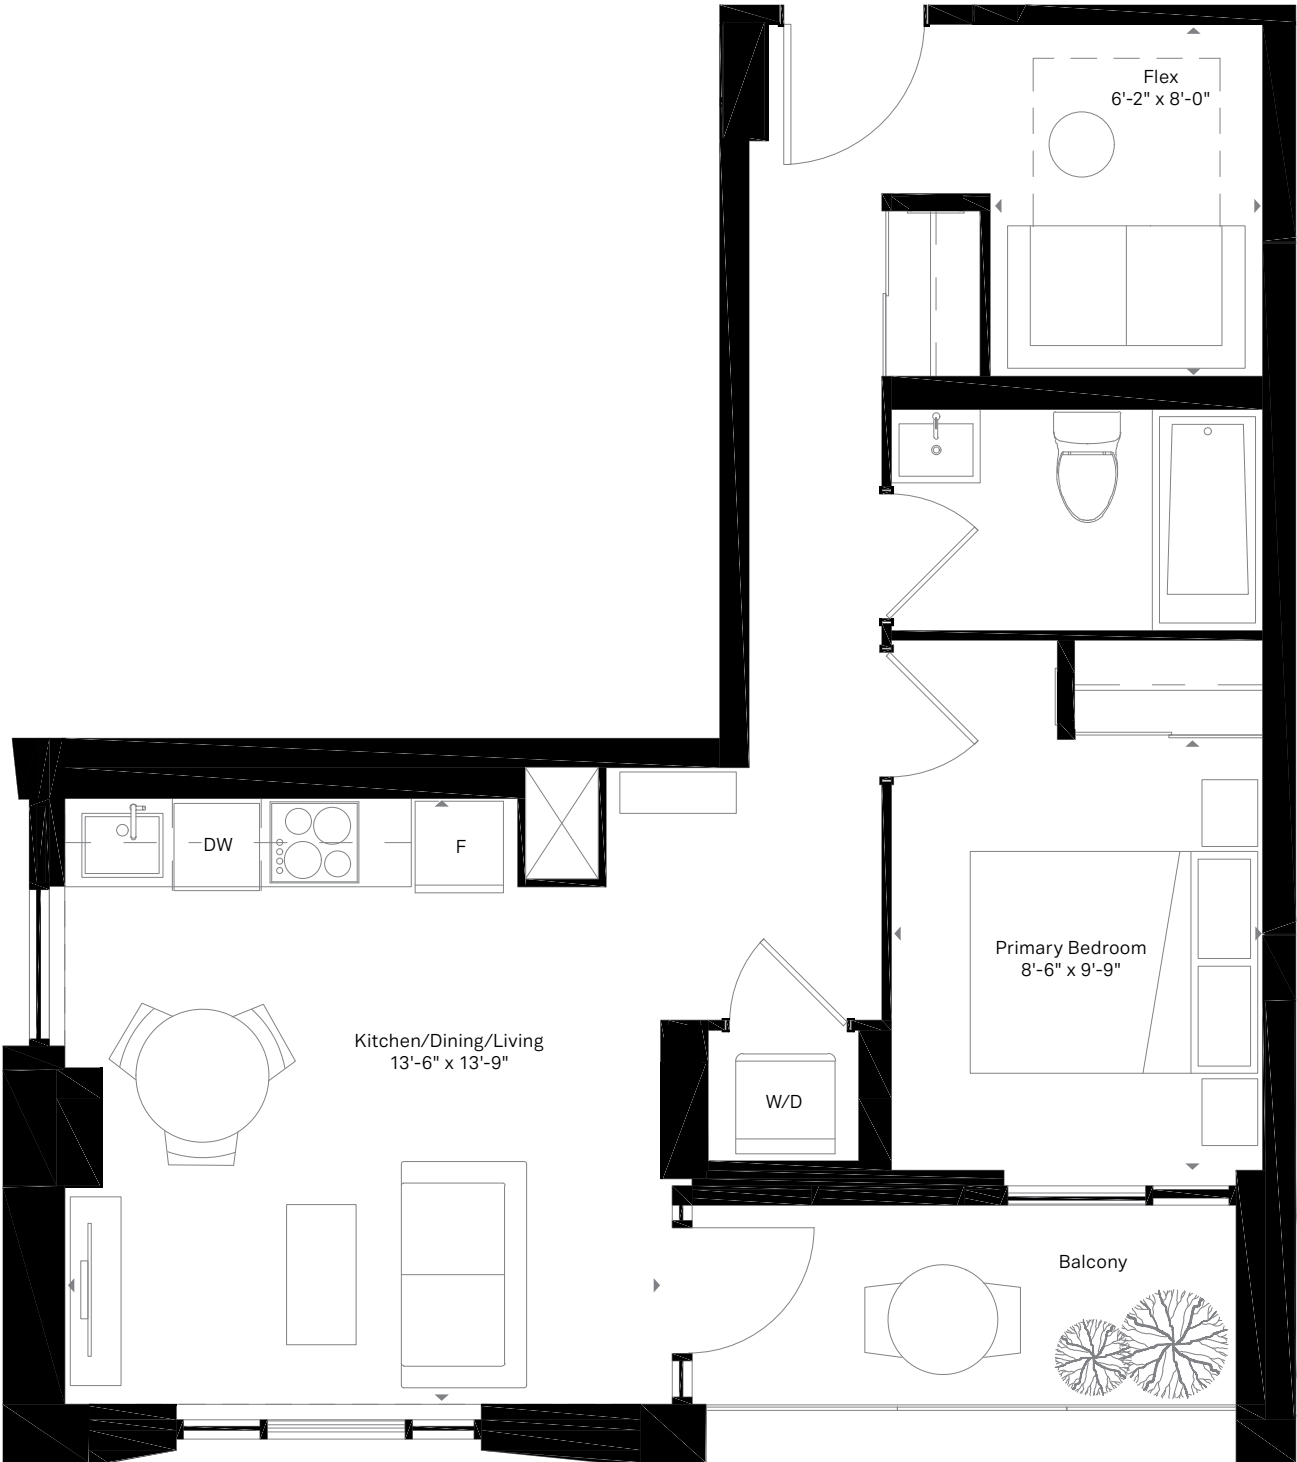 Flex
6'-2" x 8'-0"
DW
F
Primary Bedroom
8'-6" x 9'-9"
Kitchen/Dining/Living
13'-6" x 13'-9"
W/D
Balcony